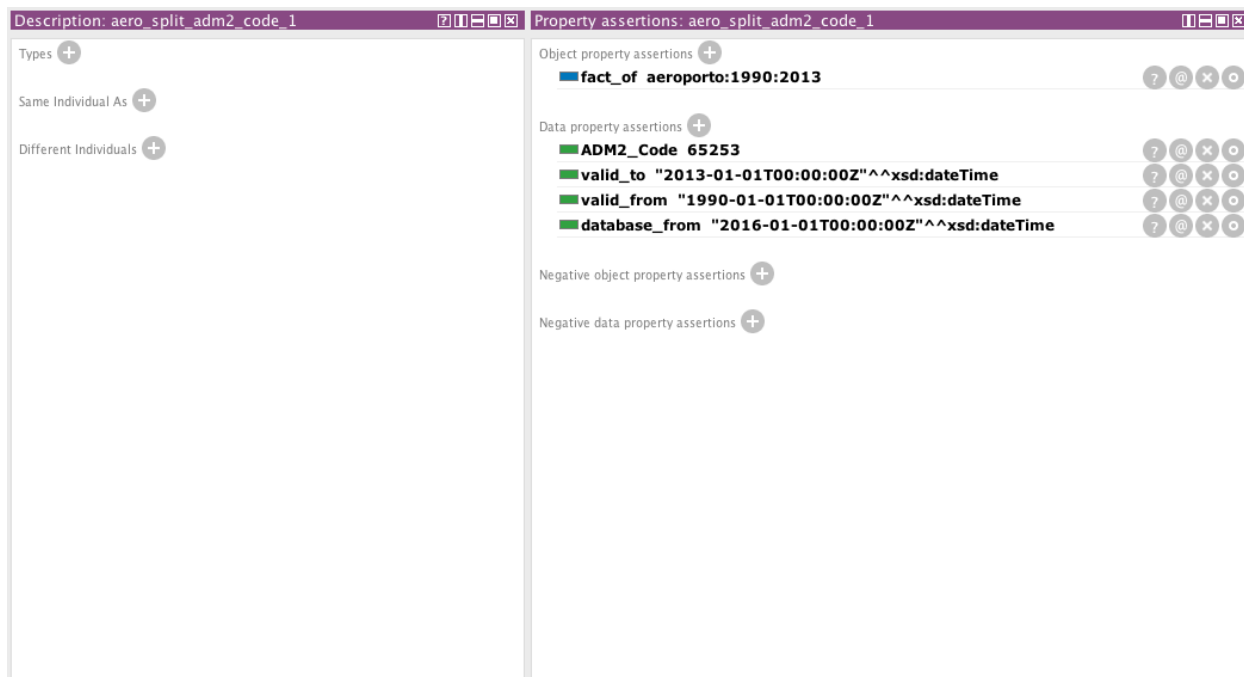 Description: aero_split_adm2_code_1
Types
Same Individual As
Different Individuals
Property assertions: aero_split_adm2_code_1
Object property assertions
fact_of aeroporto:1990:2013
Data property assertions
ADM2_Code 65253
valid_to "2013-01-01T00:00:00Z"^^xsd:dateTime
valid_from "1990-01-01T00:00:00Z"^^xsd:dateTime
database_from "2016-01-01T00:00:00Z"^^xsd:dateTime
Negative object property assertions
Negative data property assertions